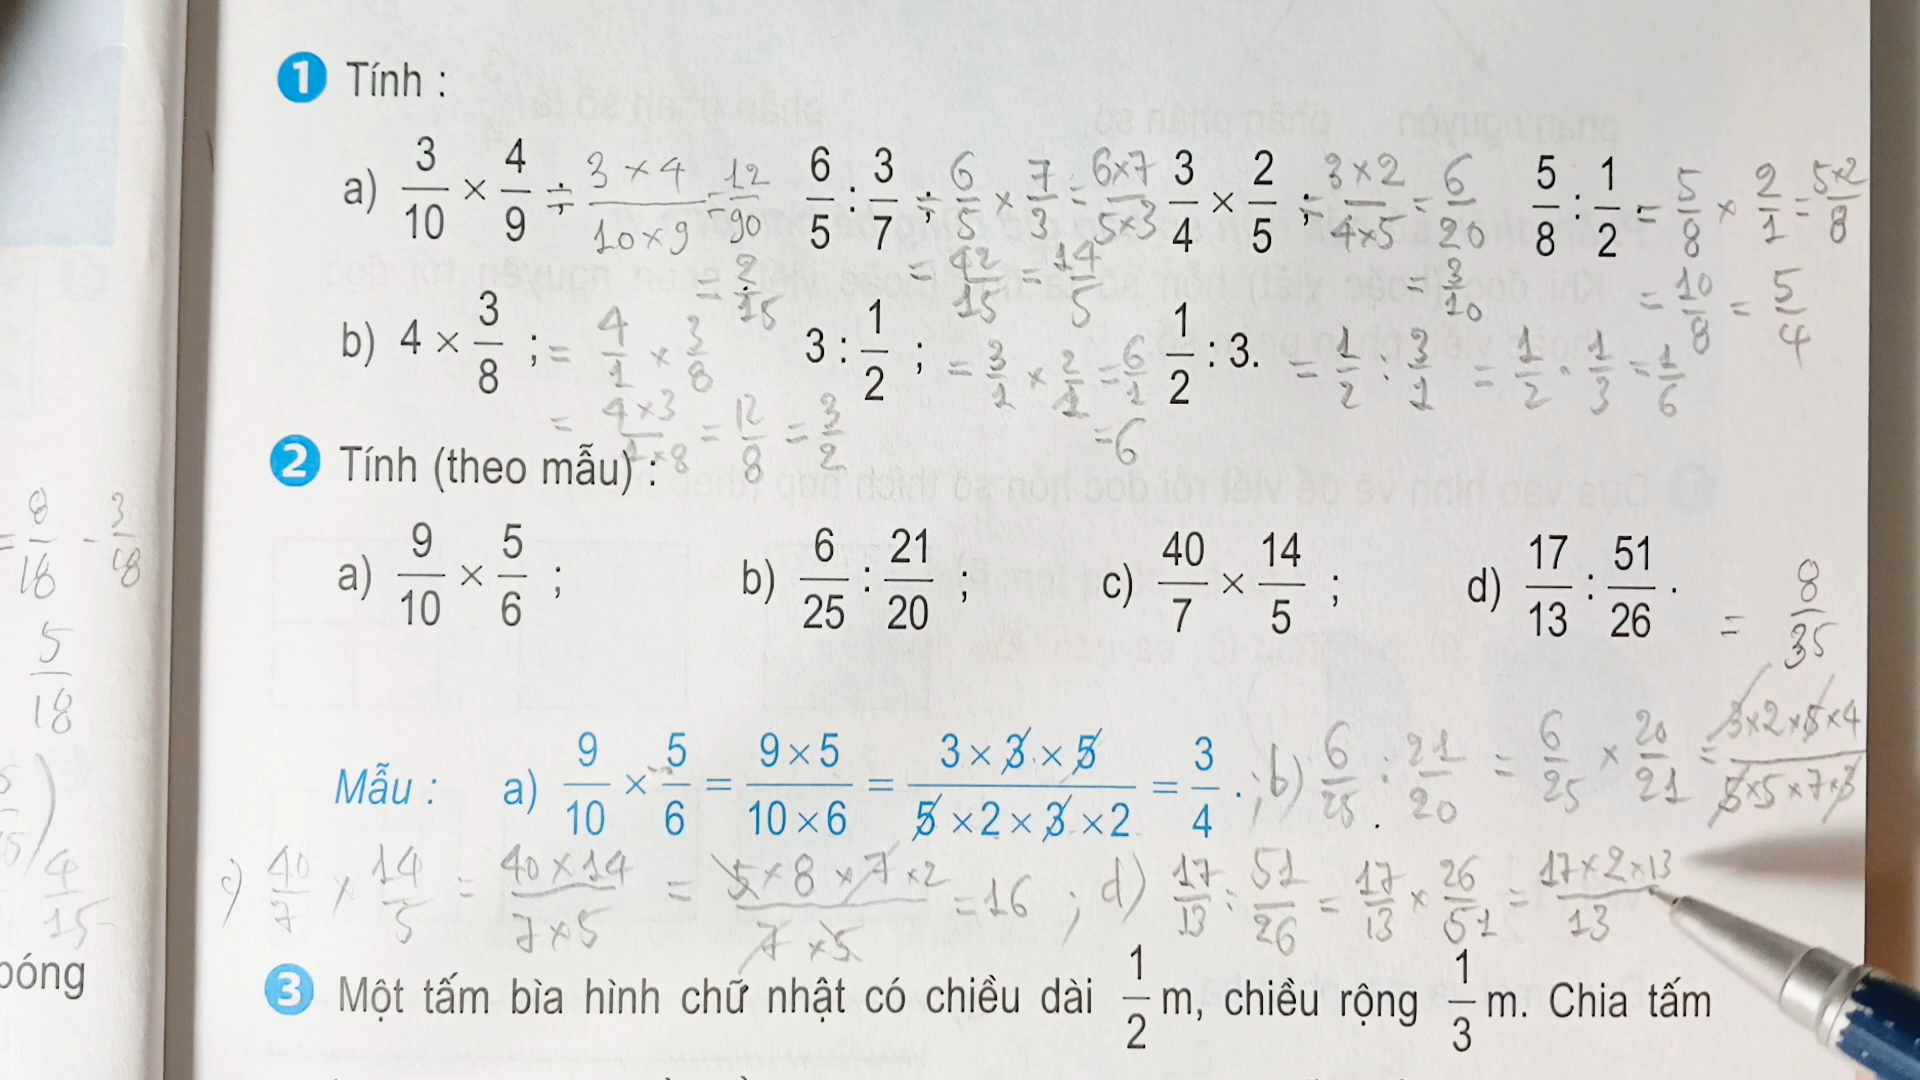 1 Tính :
a) 3/10 × 4/9 ; = 3×4/10×9 = 12/90 6/5 : 3/7 ; = 6/5 × 7/3 = 6×7/5×3 3/4 × 2/5 ; = 3×2/4×5 = 6/20 5/8 : 1/2 . = 5/8 × 2/1 = 5×2/8
= 2/15 = 42/15 = 14/5 = 3/10 = 10/8 = 5/4
b) 4 × 3/8 ; = 4/1 × 3/8 3 : 1/2 ; = 3/1 × 2/1 = 6/1 1/2 : 3. = 1/2 : 3/1 = 1/2 . 1/3 = 1/6
= 4×3/1×8 = 12/8 = 3/2 = 6
2 Tính (theo mẫu) :
= 8/18 - 3/18
a) 9/10 × 5/6 ; b) 6/25 : 21/20 ; c) 40/7 × 14/5 ; d) 17/13 : 51/26 .
= 8/35
5/18
Mẫu : a) 9/10 × 5/6 = 9×5/10×6 = 3×3×5/5×2×3×2 = 3/4 . ; b) 6/25 : 21/20 = 6/25 × 20/21 = 3×2×5×4/5×5×7×3
4/15
c) 40/7 × 14/5 = 40×14/7×5 = 5×8×7×2/7×5 = 16 ; d) 17/13 : 51/26 = 17/13 × 26/51 = 17×2×13/13
bóng
3 Một tấm bìa hình chữ nhật có chiều dài 1/2 m, chiều rộng 1/3 m. Chia tấm